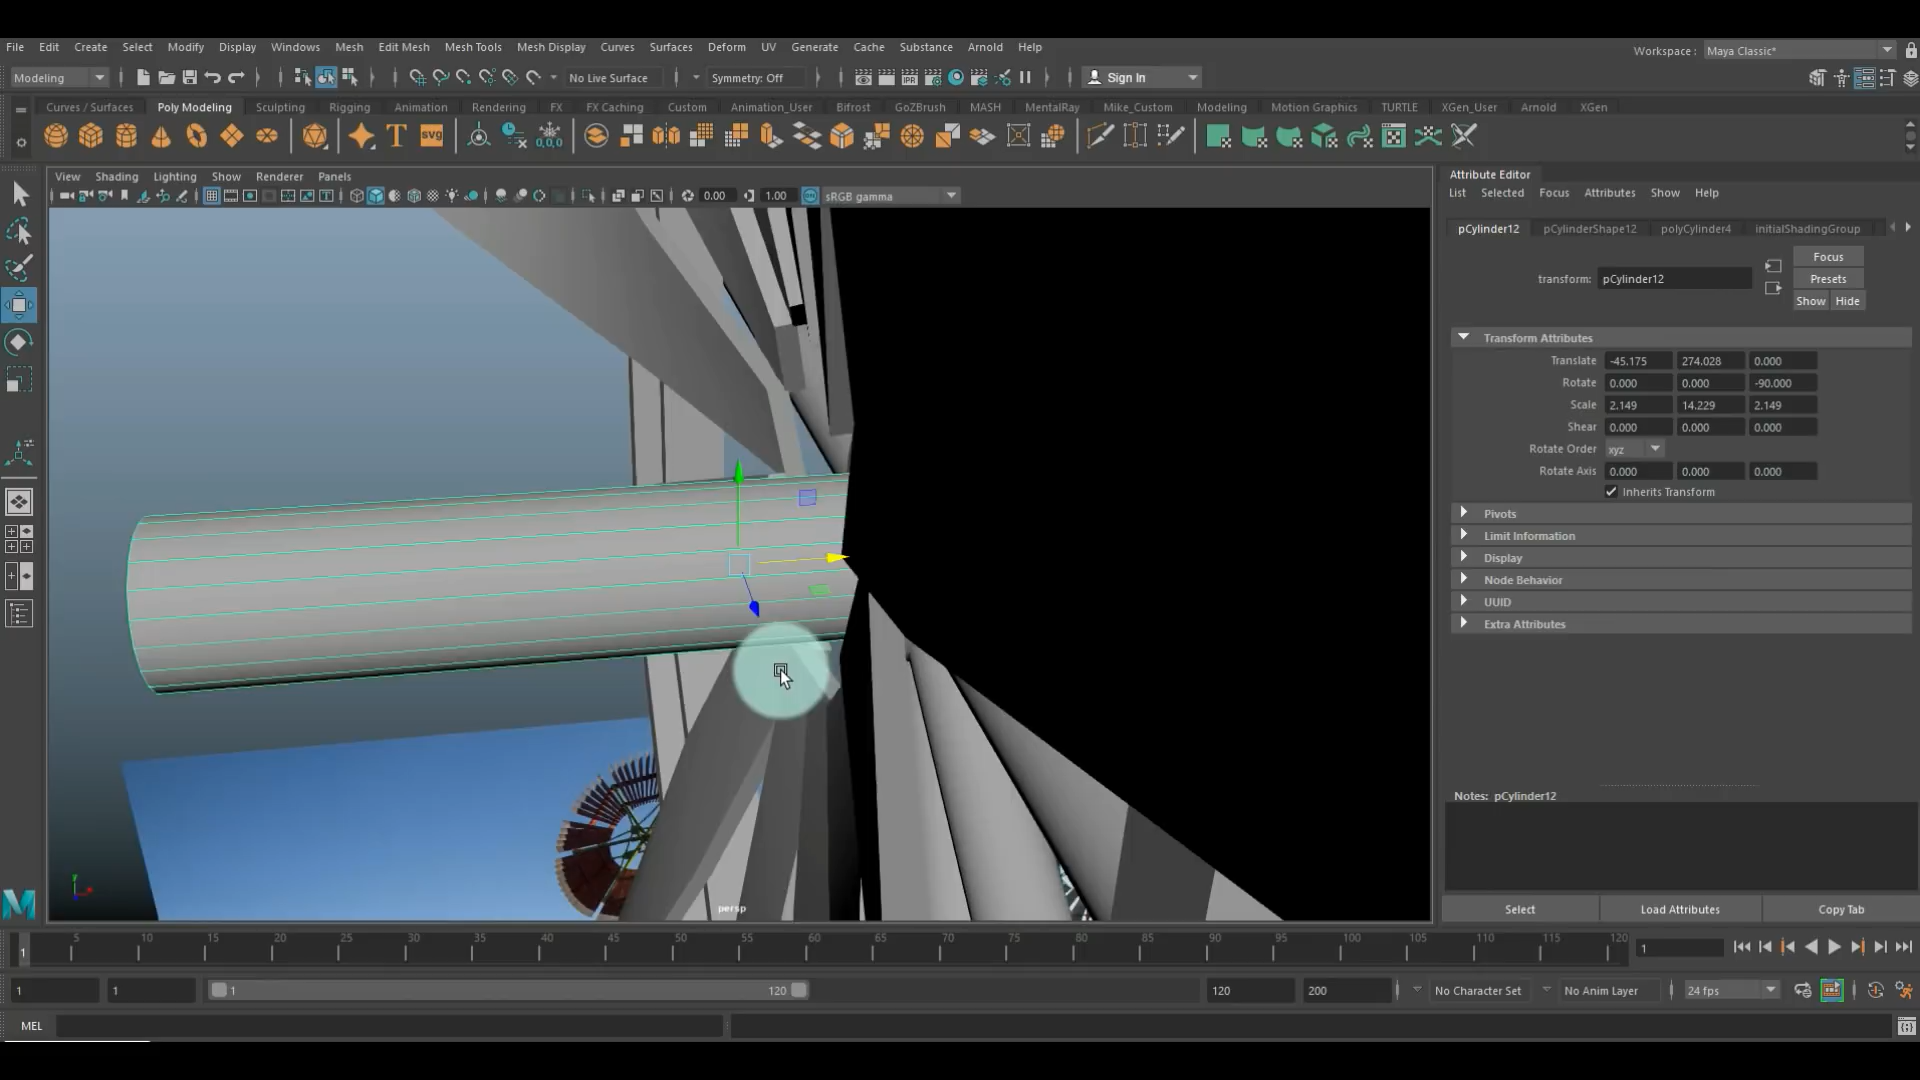 File Edit Create Select Modify Display Windows Mesh Edit Mesh Mesh Tools Mesh Display Curves Surfaces Deform UV Generate Cache Substance Arnold Help
Workspace : Maya Classic*
Modeling No Live Surface Symmetry: Off Sign In
Curves / Surfaces Poly Modeling Sculpting Rigging Animation Rendering FX FX Caching Custom Animation_User Bifrost GoZBrush MASH MentalRay Mike_Custom Modeling Motion Graphics TURTLE XGen_User Arnold XGen
T svg 0,0,0
View Shading Lighting Show Renderer Panels
0.00 1.00 sRGB gamma
persp
Attribute Editor
List Selected Focus Attributes Show Help
pCylinder12 pCylinderShape12 polyCylinder4 initialShadingGroup
transform: pCylinder12
Focus
Presets
Show Hide
Transform Attributes
Translate -45.175 274.028 0.000
Rotate 0.000 0.000 -90.000
Scale 2.149 14.229 2.149
Shear 0.000 0.000 0.000
Rotate Order xyz
Rotate Axis 0.000 0.000 0.000
Inherits Transform
Pivots
Limit Information
Display
Node Behavior
UUID
Extra Attributes
Notes: pCylinder12
Select Load Attributes Copy Tab
1 5 10 15 20 25 30 35 40 45 50 55 60 65 70 75 80 85 90 95 100 105 110 115 120 1
1 1 1 120 120 200 No Character Set No Anim Layer 24 fps
MEL